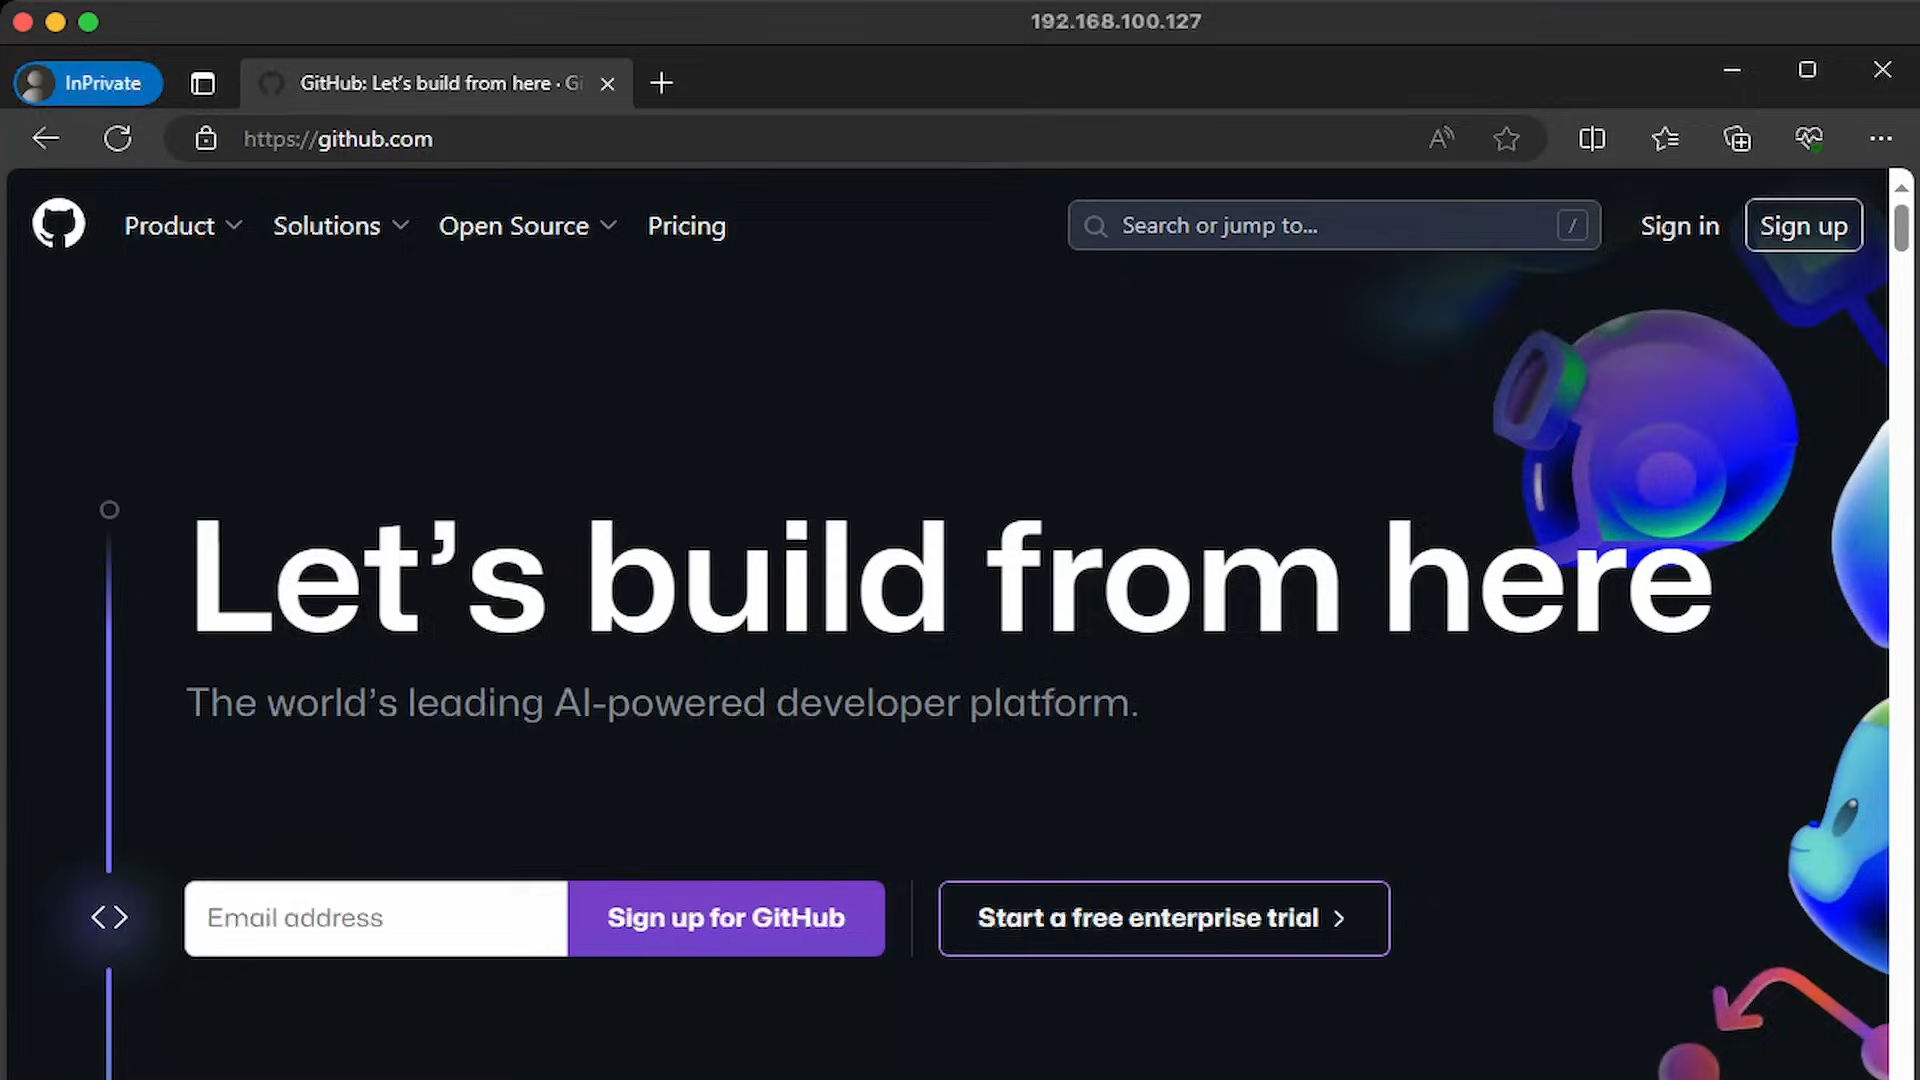 192.168.100.127
InPrivate
GitHub: Let's build from here · Gi
https://github.com
Product
Solutions
Open Source
Pricing
Search or jump to...
/
Sign in
Sign up
Let's build from here
The world's leading AI-powered developer platform.
Email address
Sign up for GitHub
Start a free enterprise trial